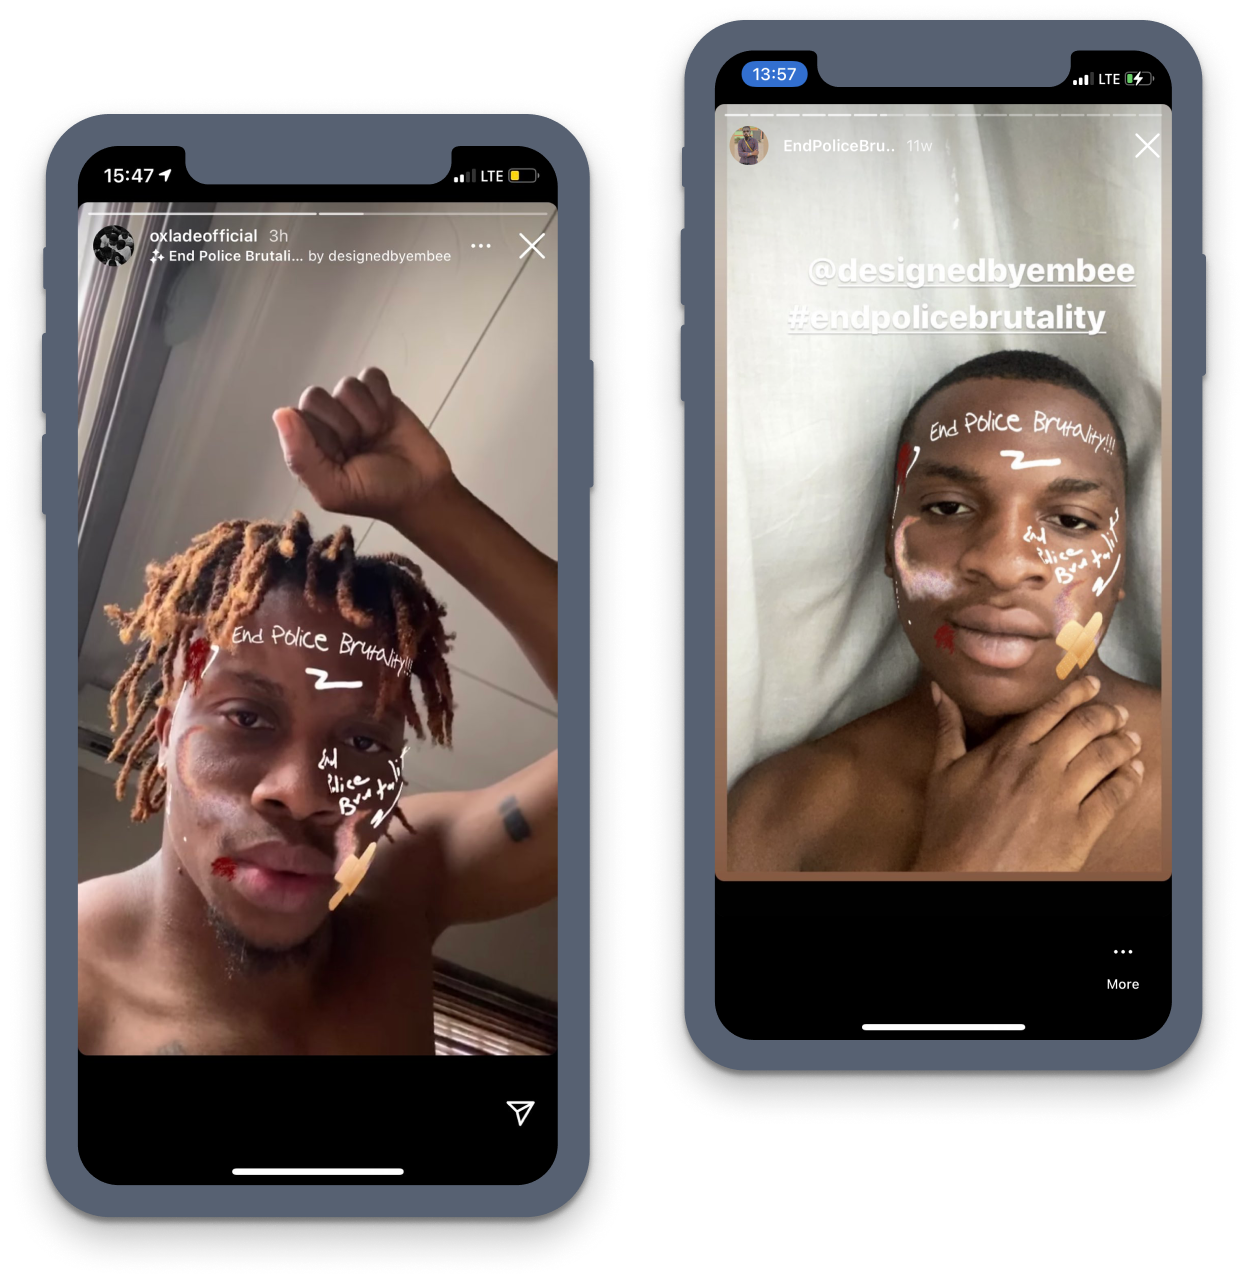 15:47
LTE
oxladeofficial 3h
End Police Brutali... by designedbyembee
End Police Brutality!!!
End
Police
Brutality
13:57
LTE
EndPoliceBru.. 11w
@designedbyembee
#endpolicebrutality
End Police Brutality!!!
End
Police
Brutality
More